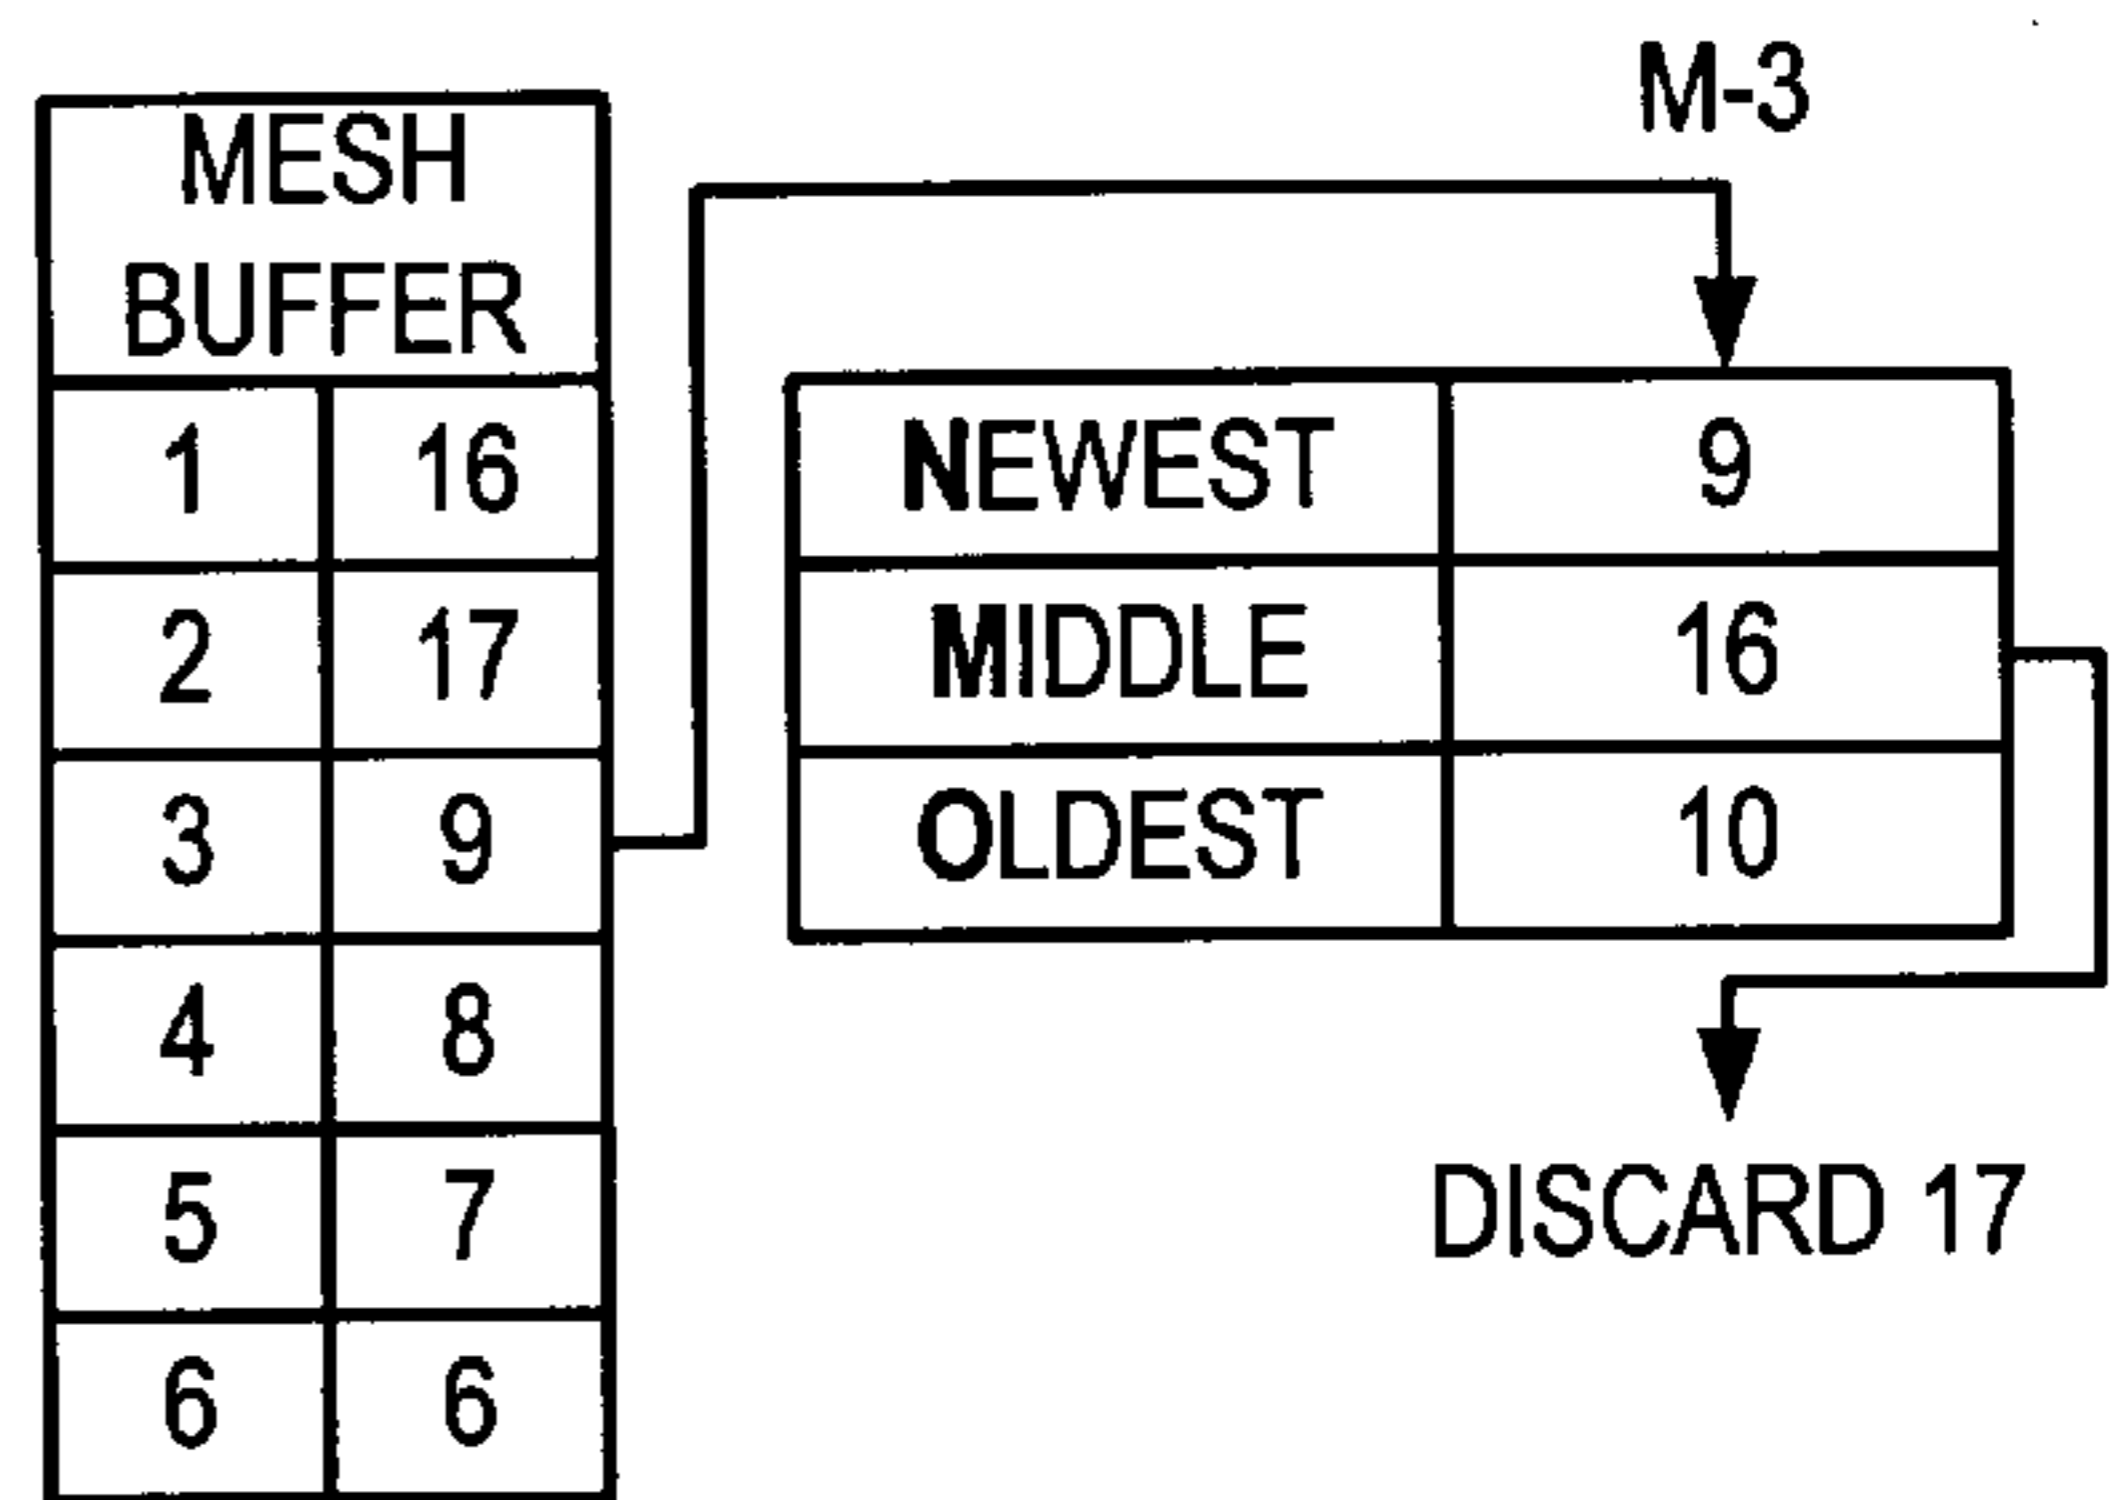 MESH
BUFFER
1 16
2 17
3 9
4 8
5 7
6 6
M-3
NEWEST 9
MIDDLE 16
OLDEST 10
DISCARD 17